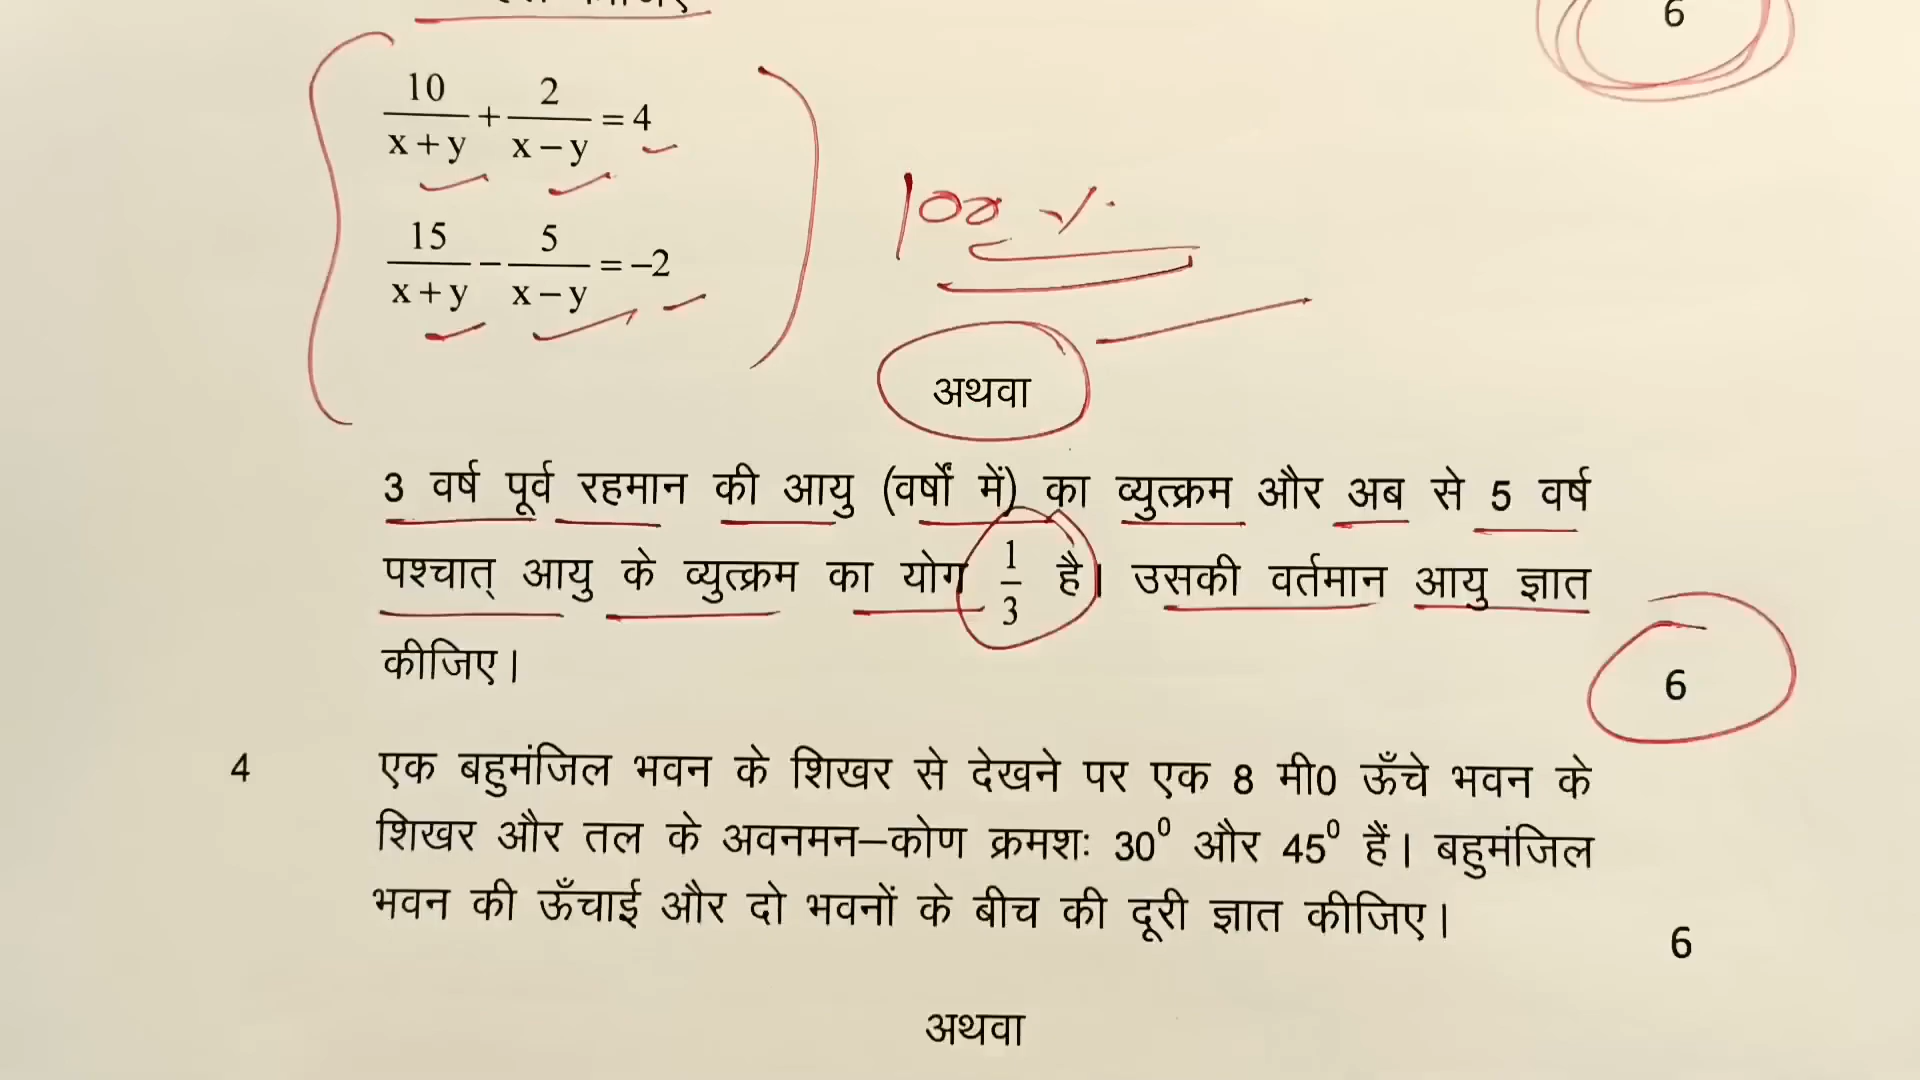 6
10/(x+y) + 2/(x−y) = 4
15/(x+y) − 5/(x−y) = −2
100 %
अथवा
3 वर्ष पूर्व रहमान की आयु (वर्षों में) का व्युत्क्रम और अब से 5 वर्ष
पश्चात् आयु के व्युत्क्रम का योग 1/3 है। उसकी वर्तमान आयु ज्ञात
कीजिए।
6
4 एक बहुमंजिल भवन के शिखर से देखने पर एक 8 मी0 ऊँचे भवन के
शिखर और तल के अवनमन–कोण क्रमशः 30⁰ और 45⁰ हैं। बहुमंजिल
भवन की ऊँचाई और दो भवनों के बीच की दूरी ज्ञात कीजिए।
6
अथवा